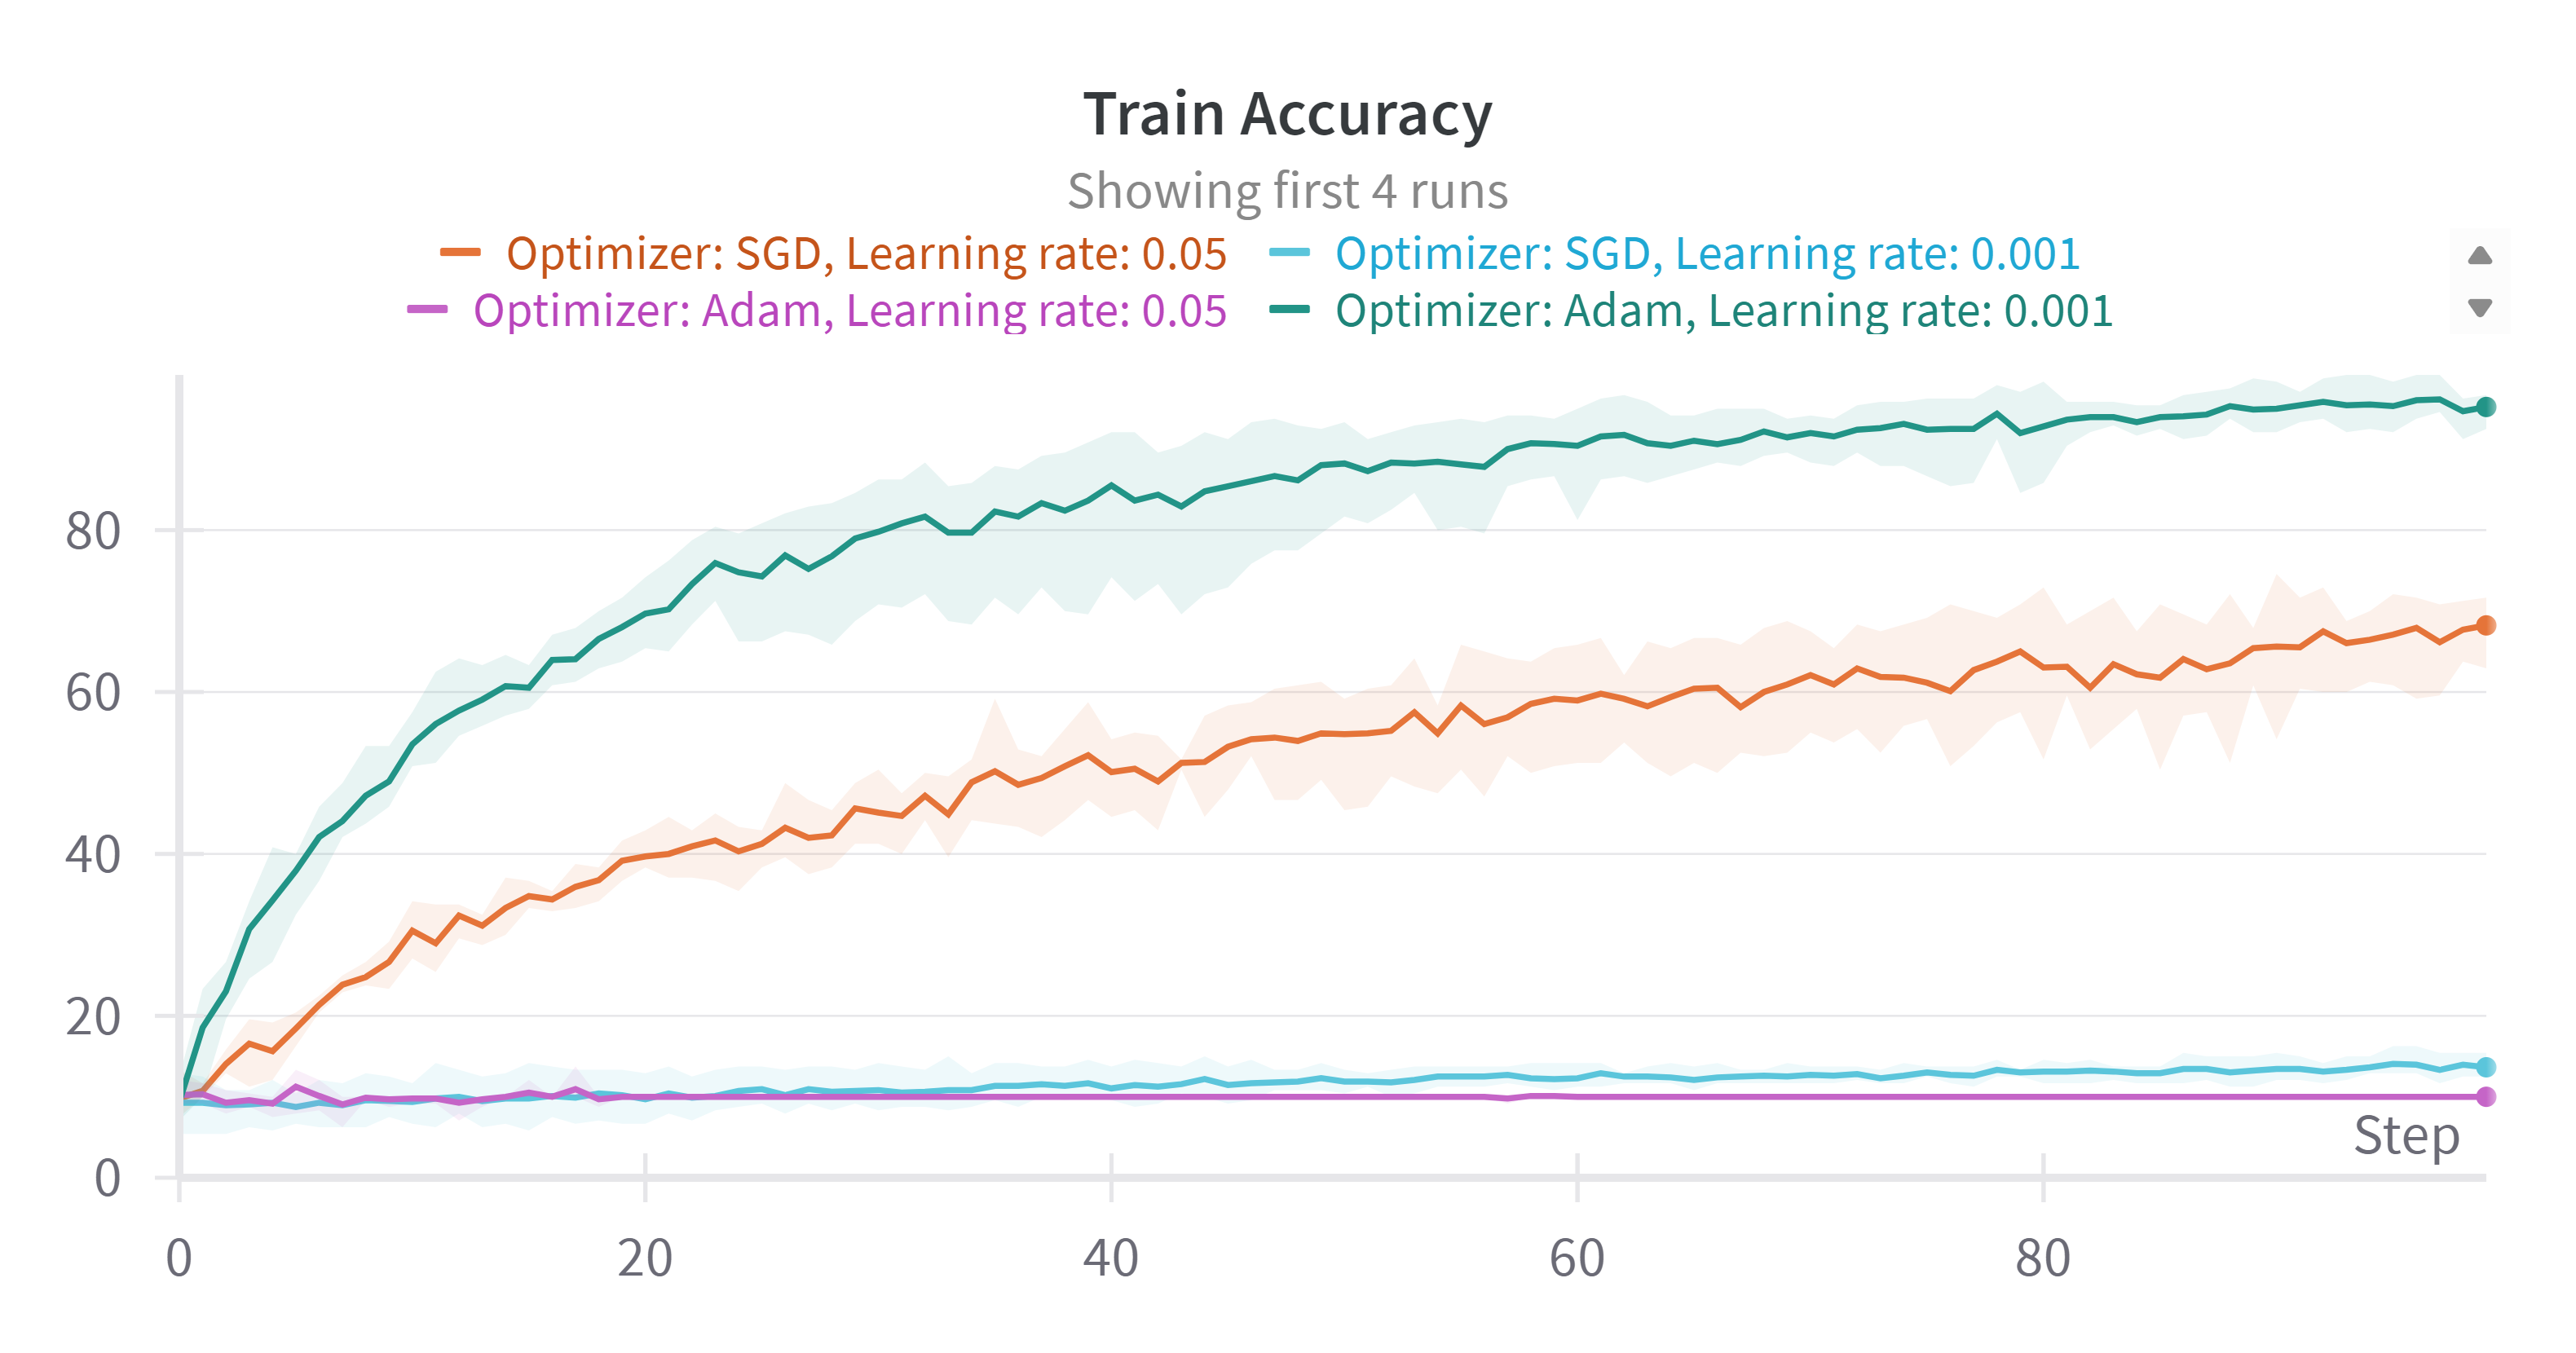 Train Accuracy
Showing first 4 runs
Optimizer: SGD, Learning rate: 0.05 Optimizer: SGD, Learning rate: 0.001
Optimizer: Adam, Learning rate: 0.05 Optimizer: Adam, Learning rate: 0.001
80
60
40
20
0
Step
0 20 40 60 80